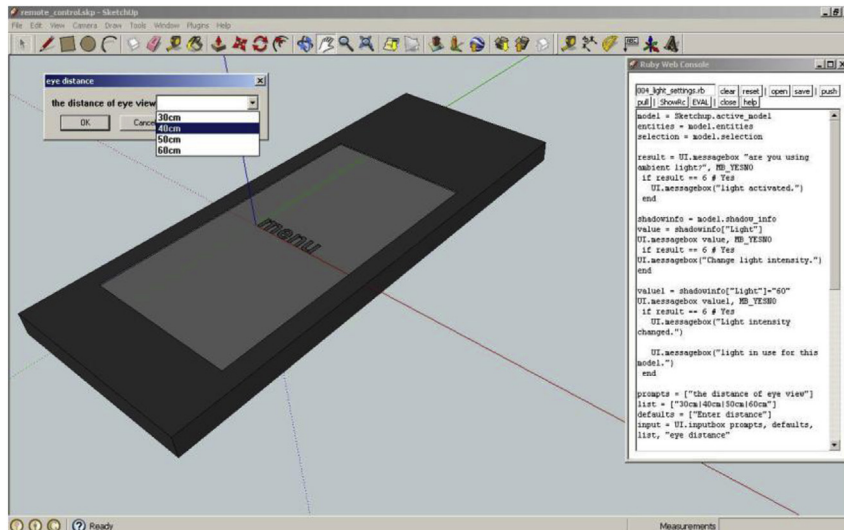 remote_control.skp - SketchUp
File Edit View Camera Draw Tools Window Plugins Help
eye distance
the distance of eye view
OK Cance
30cm
40cm
50cm
60cm
menu
Ruby Web Console
004_light_settings.rb clear reset | open save | push
pull | ShowRc EVAL | close help
model = Sketchup.active_model
entities = model.entities
selection = model.selection
result = UI.messagebox "are you using
ambient light?", MB_YESNO
if result == 6 # Yes
UI.messagebox("light activated.")
end
shadowinfo = model.shadow_info
value = shadowinfo["Light"]
UI.messagebox value, MB_YESNO
if result == 6 # Yes
UI.messagebox("Change light intensity.")
end
value1 = shadowinfo["Light"]="60"
UI.messagebox value1, MB_YESNO
if result == 6 # Yes
UI.messagebox("Light intensity
changed.")
UI.messagebox("light in use for this
model.")
end
prompts = ["the distance of eye view"]
list = ["30cm|40cm|50cm|60cm"]
defaults = ["Enter distance"]
input = UI.inputbox prompts, defaults,
list, "eye distance"
Ready
Measurements